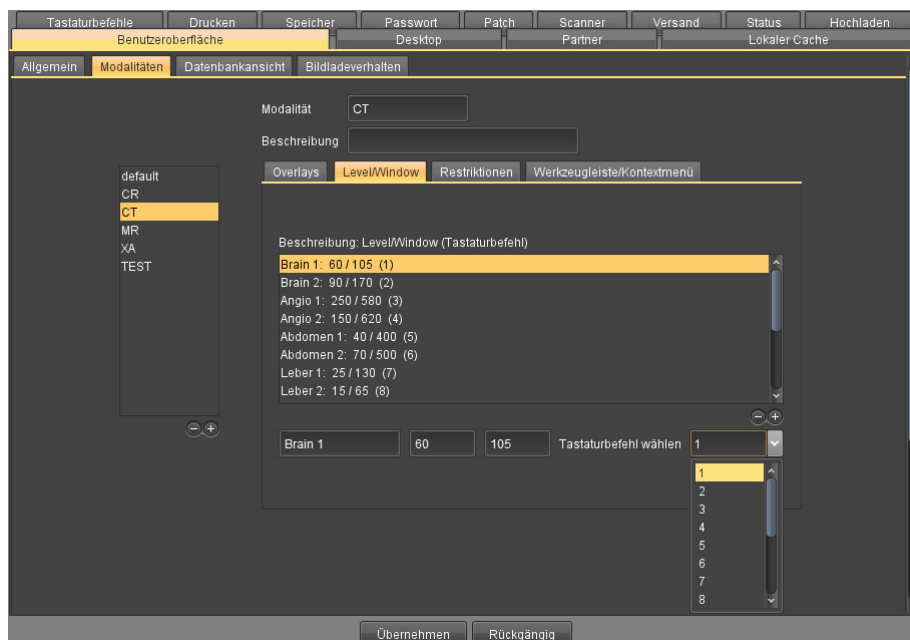 Tastaturbefehle Drucken Speicher Passwort Patch Scanner Versand Status Hochladen
Benutzeroberfläche Desktop Partner Lokaler Cache
Allgemein Modalitäten Datenbankansicht Bildladeverhalten
Modalität CT
Beschreibung
default
CR
CT
MR
XA
TEST
Overlays Level/Window Restriktionen Werkzeugleiste/Kontextmenü
Beschreibung: Level/Window (Tastaturbefehl)
Brain 1: 60 / 105 (1)
Brain 2: 90 / 170 (2)
Angio 1: 250 / 580 (3)
Angio 2: 150 / 620 (4)
Abdomen 1: 40 / 400 (5)
Abdomen 2: 70 / 500 (6)
Leber 1: 25 / 130 (7)
Leber 2: 15 / 65 (8)
Brain 1 60 105 Tastaturbefehl wählen 1
1
2
3
4
5
6
7
8
Übernehmen Rückgängig